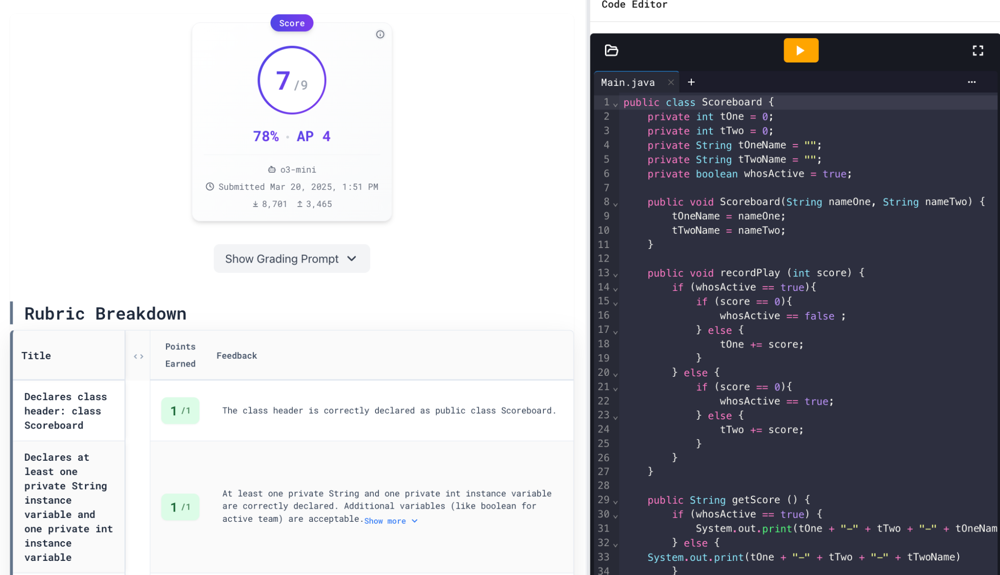 Score
7 /9
78% • AP 4
o3-mini
Submitted Mar 20, 2025, 1:51 PM
8,701 3,465
Show Grading Prompt
Rubric Breakdown
Title
<>
Points
Earned
Feedback
Declares class
header: class
Scoreboard
1 /1
The class header is correctly declared as public class Scoreboard.
Declares at
least one
private String
instance
variable and
one private int
instance
variable
1 /1
At least one private String and one private int instance variable
are correctly declared. Additional variables (like boolean for
active team) are acceptable. Show more
Code Editor
Main.java × + ...
1 public class Scoreboard {
2     private int tOne = 0;
3     private int tTwo = 0;
4     private String tOneName = "";
5     private String tTwoName = "";
6     private boolean whosActive = true;
7
8     public void Scoreboard(String nameOne, String nameTwo) {
9         tOneName = nameOne;
10         tTwoName = nameTwo;
11     }
12
13     public void recordPlay (int score) {
14         if (whosActive == true){
15             if (score == 0){
16                 whosActive == false ;
17             } else {
18                 tOne += score;
19             }
20         } else {
21             if (score == 0){
22                 whosActive == true;
23             } else {
24                 tTwo += score;
25             }
26         }
27     }
28
29     public String getScore () {
30         if (whosActive == true) {
31             System.out.print(tOne + "–" + tTwo + "–" + tOneNam
32         } else {
33     System.out.print(tOne + "–" + tTwo + "–" + tTwoName)
34         }